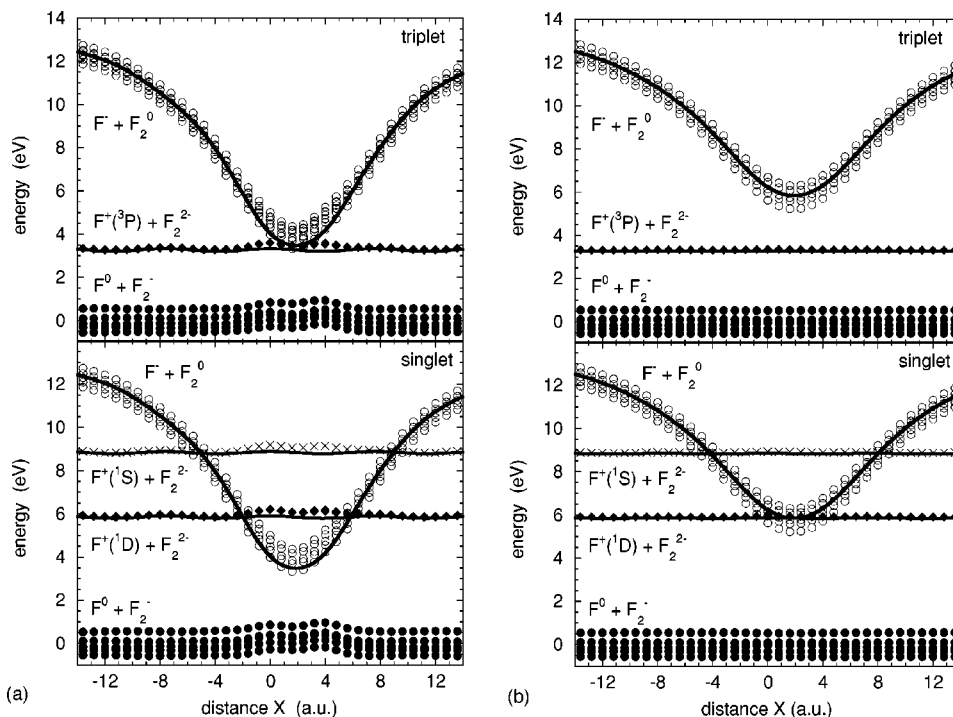 14
12
10
8
6
4
2
0
energy (eV)
triplet
F⁻ + F₂⁰
F⁺(³P) + F₂²⁻
F⁰ + F₂⁻
12
10
8
6
4
2
0
energy (eV)
singlet
F⁻ + F₂⁰
F⁺(¹S) + F₂²⁻
F⁺(¹D) + F₂²⁻
F⁰ + F₂⁻
-12 -8 -4 0 4 8 12
distance X (a.u.)
(a)
14
12
10
8
6
4
2
0
energy (eV)
triplet
F⁻ + F₂⁰
F⁺(³P) + F₂²⁻
F⁰ + F₂⁻
12
10
8
6
4
2
0
energy (eV)
singlet
F⁻ + F₂⁰
F⁺(¹S) + F₂²⁻
F⁺(¹D) + F₂²⁻
F⁰ + F₂⁻
-12 -8 -4 0 4 8 12
distance X (a.u.)
(b)